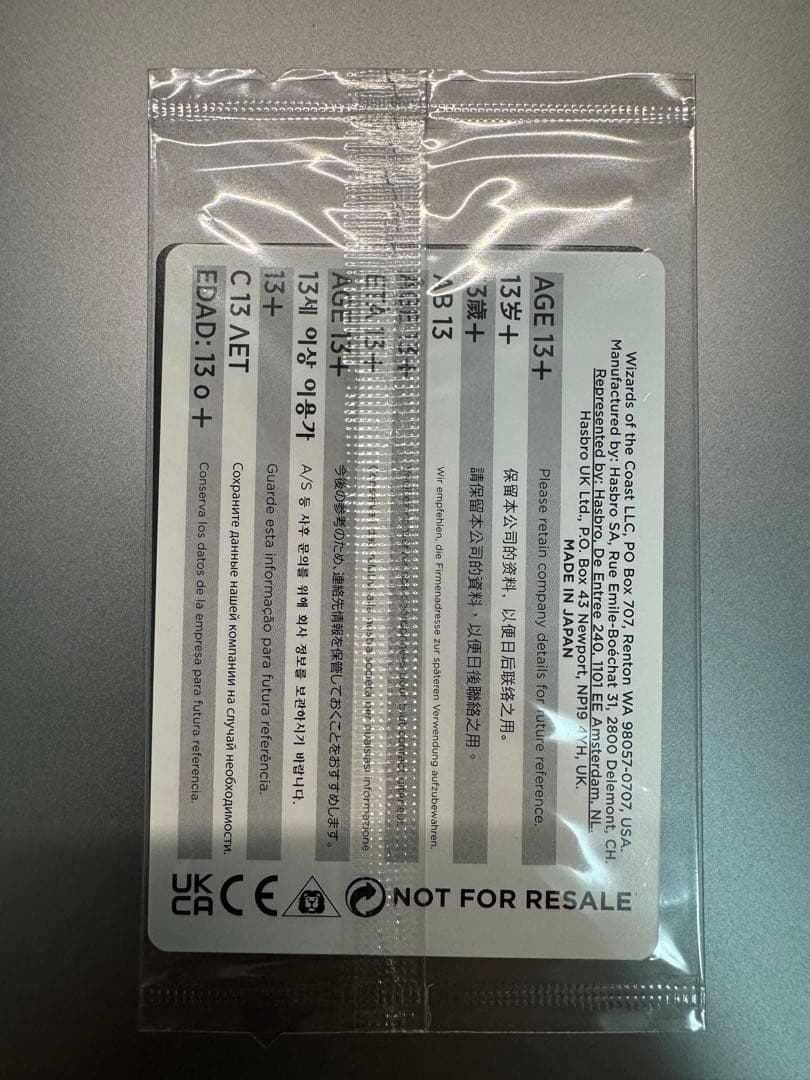 Wizards of the Coast LLC, PO Box 707, Renton WA 98057-0707, USA.
Manufactured by: Hasbro SA, Rue Emile-Boéchat 31, 2800 Delémont, CH.
Represented by: Hasbro, De Entree 240, 1101 EE Amsterdam, NL.
Hasbro UK Ltd., P.O. Box 43 Newport, NP19 4YH, UK.
MADE IN JAPAN
AGE 13+ Please retain company details for future reference.
13岁+ 保留本公司的资料，以便日后联络之用。
13歲+ 請保留本公司的資料，以便日後聯絡之用。
AB 13 Wir empfehlen, die Firmenadresse zur späteren Verwendung aufzubewahren.
ETÀ 13+
AGE 13+ 今後の参考のため、連絡先情報を保管しておくことをおすすめします。
13세 이상 이용가 A/S 등 사후 문의를 위해 회사 정보를 보관하시기 바랍니다.
13+ Guarde esta informação para futura referência.
С 13 ЛЕТ Сохраните данные нашей компании на случай необходимости.
EDAD: 13 o + Conserva los datos de la empresa para futura referencia.
UK
CA CE NOT FOR RESALE